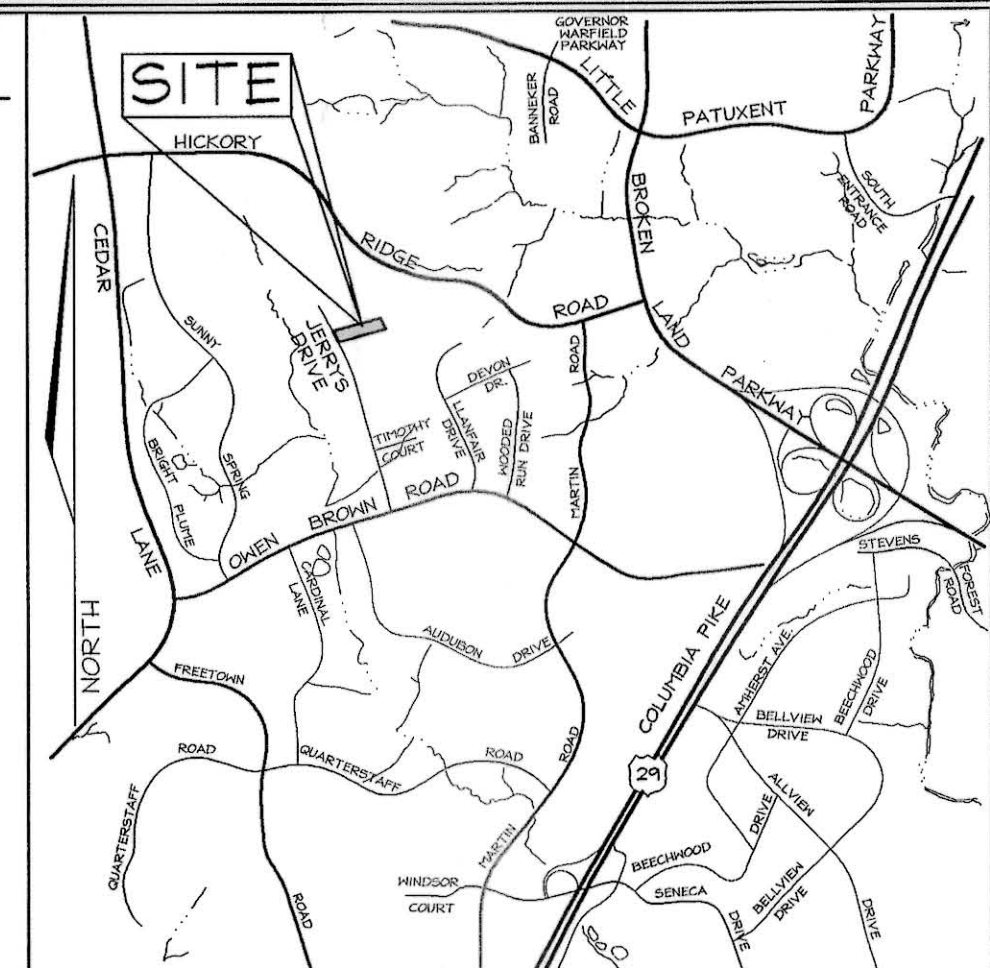 GOVERNOR
WARFIELD
PARKWAY
LITTLE
PATUXENT
PARKWAY
BANNEKER
ROAD
SITE
HICKORY
RIDGE
ROAD
CEDAR
LANE
BROKEN
LAND
PARKWAY
SOUTH
ENTRANCE
ROAD
SUNNY
SPRING
JERRYS
DRIVE
DEVON
DR.
LLANFAIR
DRIVE
WOODED
RUN DRIVE
TIMOTHY
COURT
ROAD
MARTIN
BRIGHT
PLUME
OWEN
BROWN
ROAD
CARDINAL
LANE
STEVENS
FOREST
ROAD
NORTH
FREETOWN
ROAD
AUDUBON
DRIVE
COLUMBIA PIKE
29
AMHERST AVE.
BEECHWOOD
DRIVE
BELLVIEW
DRIVE
ROAD
QUARTERSTAFF
QUARTERSTAFF
ROAD
ROAD
MARTIN
ALLVIEW
DRIVE
WINDSOR
COURT
BEECHWOOD
DRIVE
SENECA
DRIVE
BELLVIEW
DRIVE